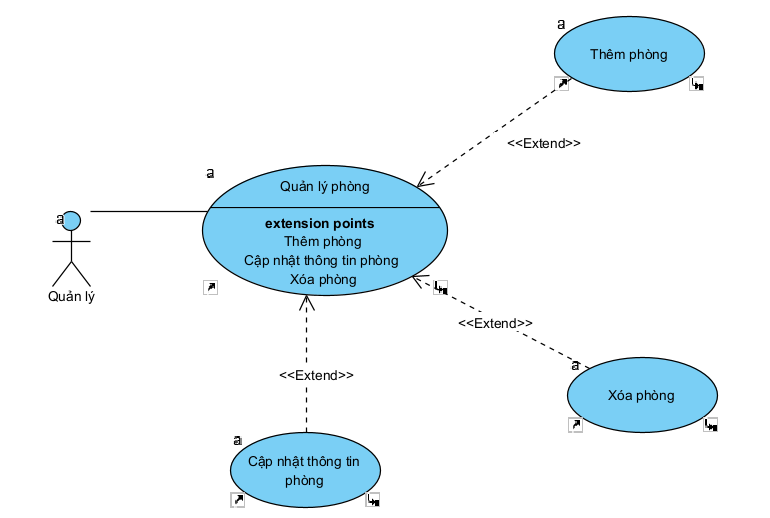 a
Thêm phòng
<<Extend>>
a
Quản lý phòng
extension points
Thêm phòng
Cập nhật thông tin phòng
Xóa phòng
a
Quản lý
<<Extend>>
a
Xóa phòng
<<Extend>>
a
Cập nhật thông tin
phòng